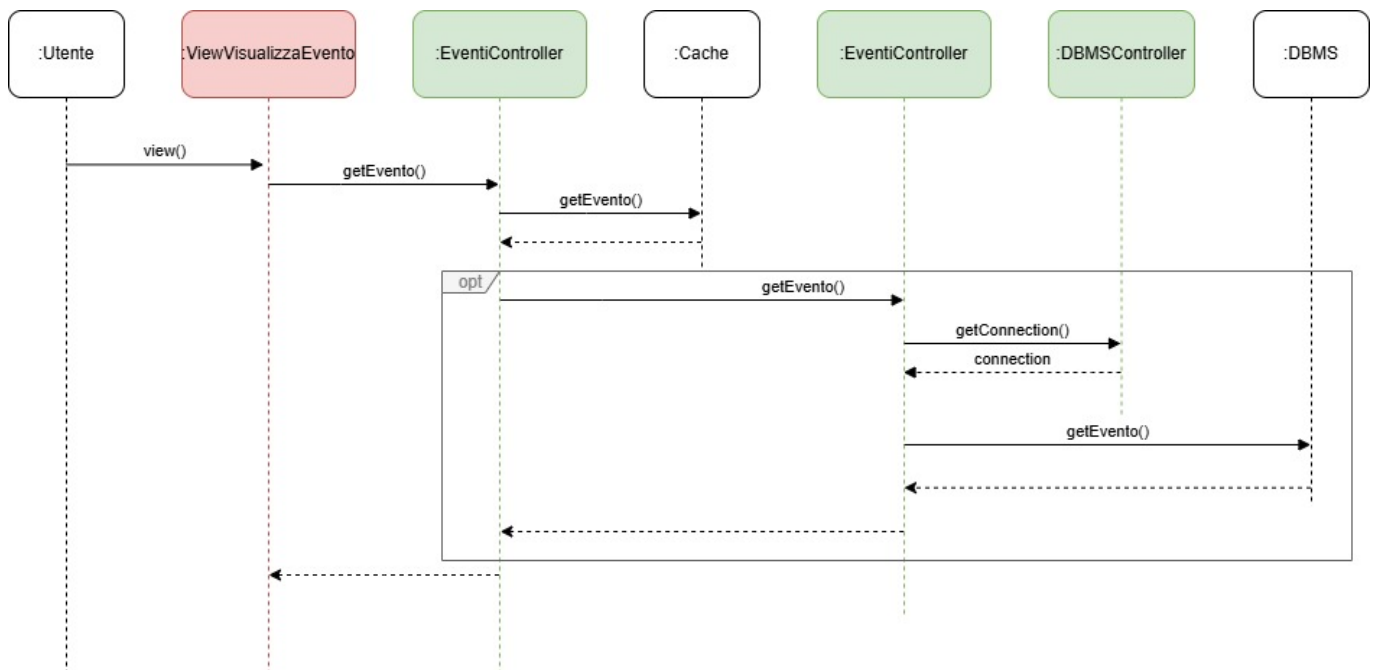 :Utente
:ViewVisualizzaEvento
:EventiController
:Cache
:EventiController
:DBMSController
:DBMS
view()
getEvento()
getEvento()
opt
getEvento()
getConnection()
connection
getEvento()